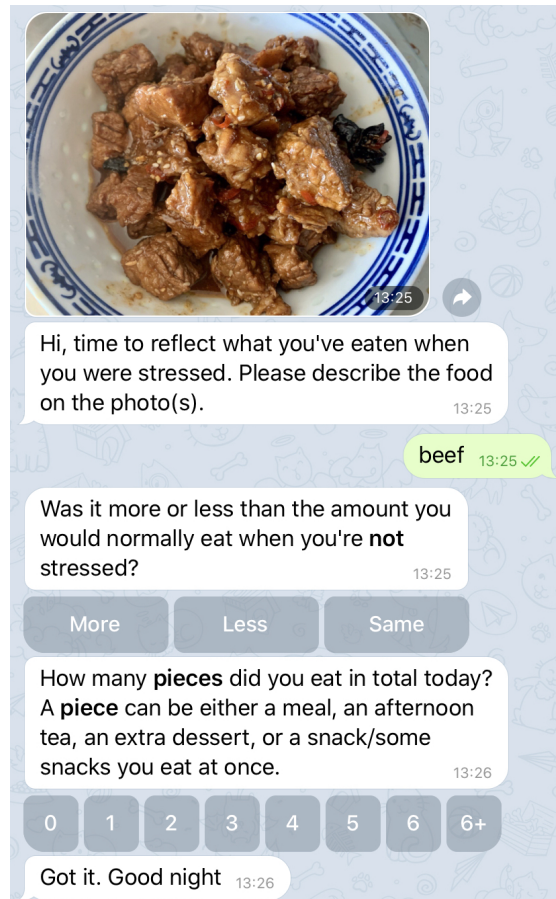 13:25
Hi, time to reflect what you've eaten when
you were stressed. Please describe the food
on the photo(s).
13:25
beef 13:25
Was it more or less than the amount you
would normally eat when you're not
stressed?
13:25
More Less Same
How many pieces did you eat in total today?
A piece can be either a meal, an afternoon
tea, an extra dessert, or a snack/some
snacks you eat at once.
13:26
0 1 2 3 4 5 6 6+
Got it. Good night 13:26